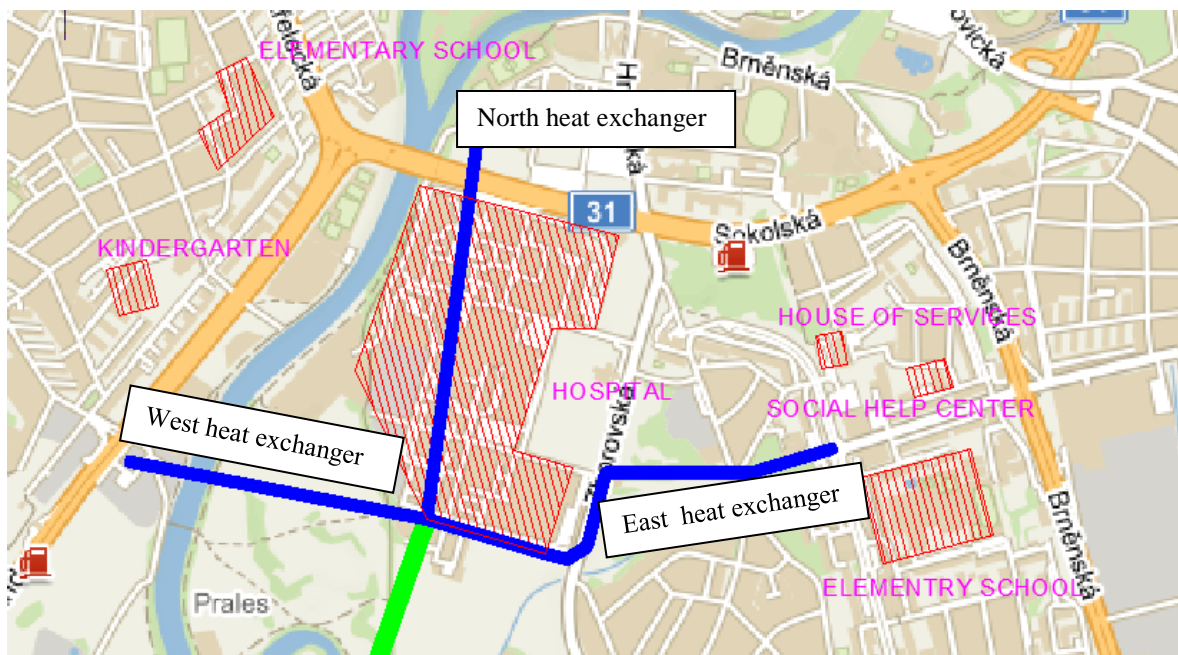 ELEMENTARY SCHOOL
Brněnská
North heat exchanger
31
Sokolská
KINDERGARTEN
Brněnská
HOUSE OF SERVICES
HOSPITAL
SOCIAL HELP CENTER
West heat exchanger
East heat exchanger
Brněnská
ELEMENTRY SCHOOL
Prales